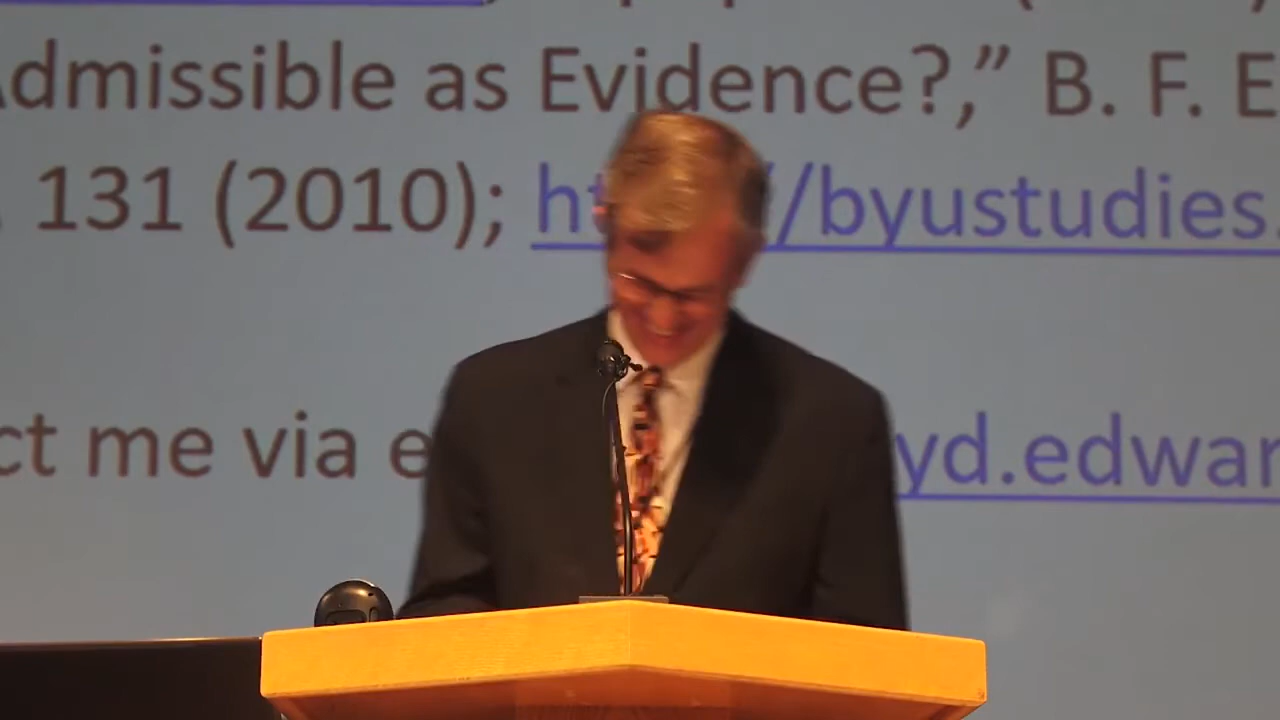 Admissible as Evidence?,” B. F. E
131 (2010); ht //byustudies.
ct me via e yd.edwar